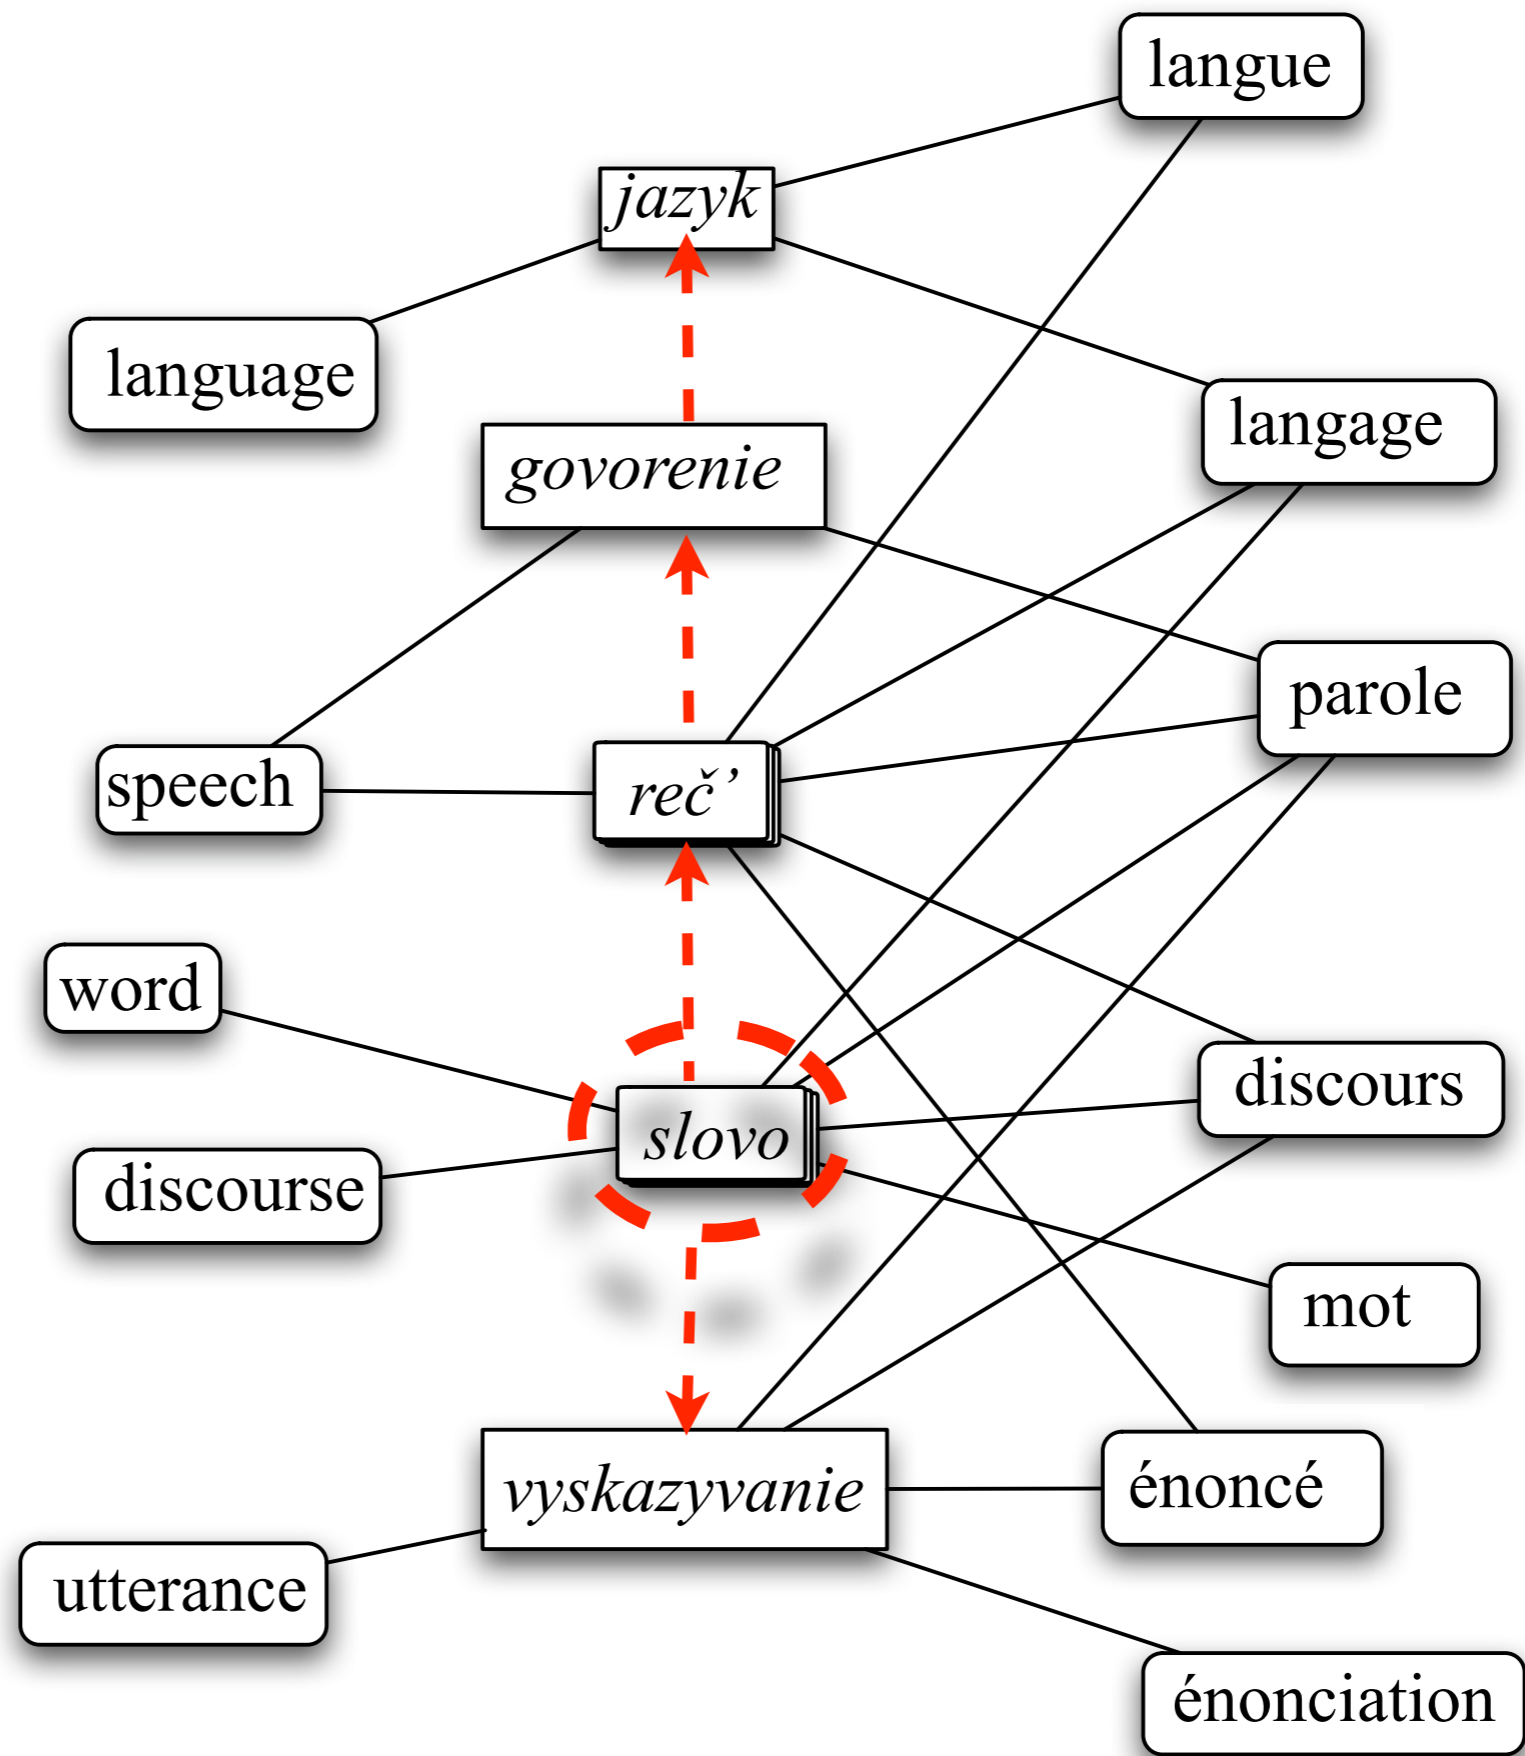 langue
jazyk
language
langage
govorenie
parole
speech
reč’
word
discours
slovo
discourse
mot
vyskazyvanie
énoncé
utterance
énonciation